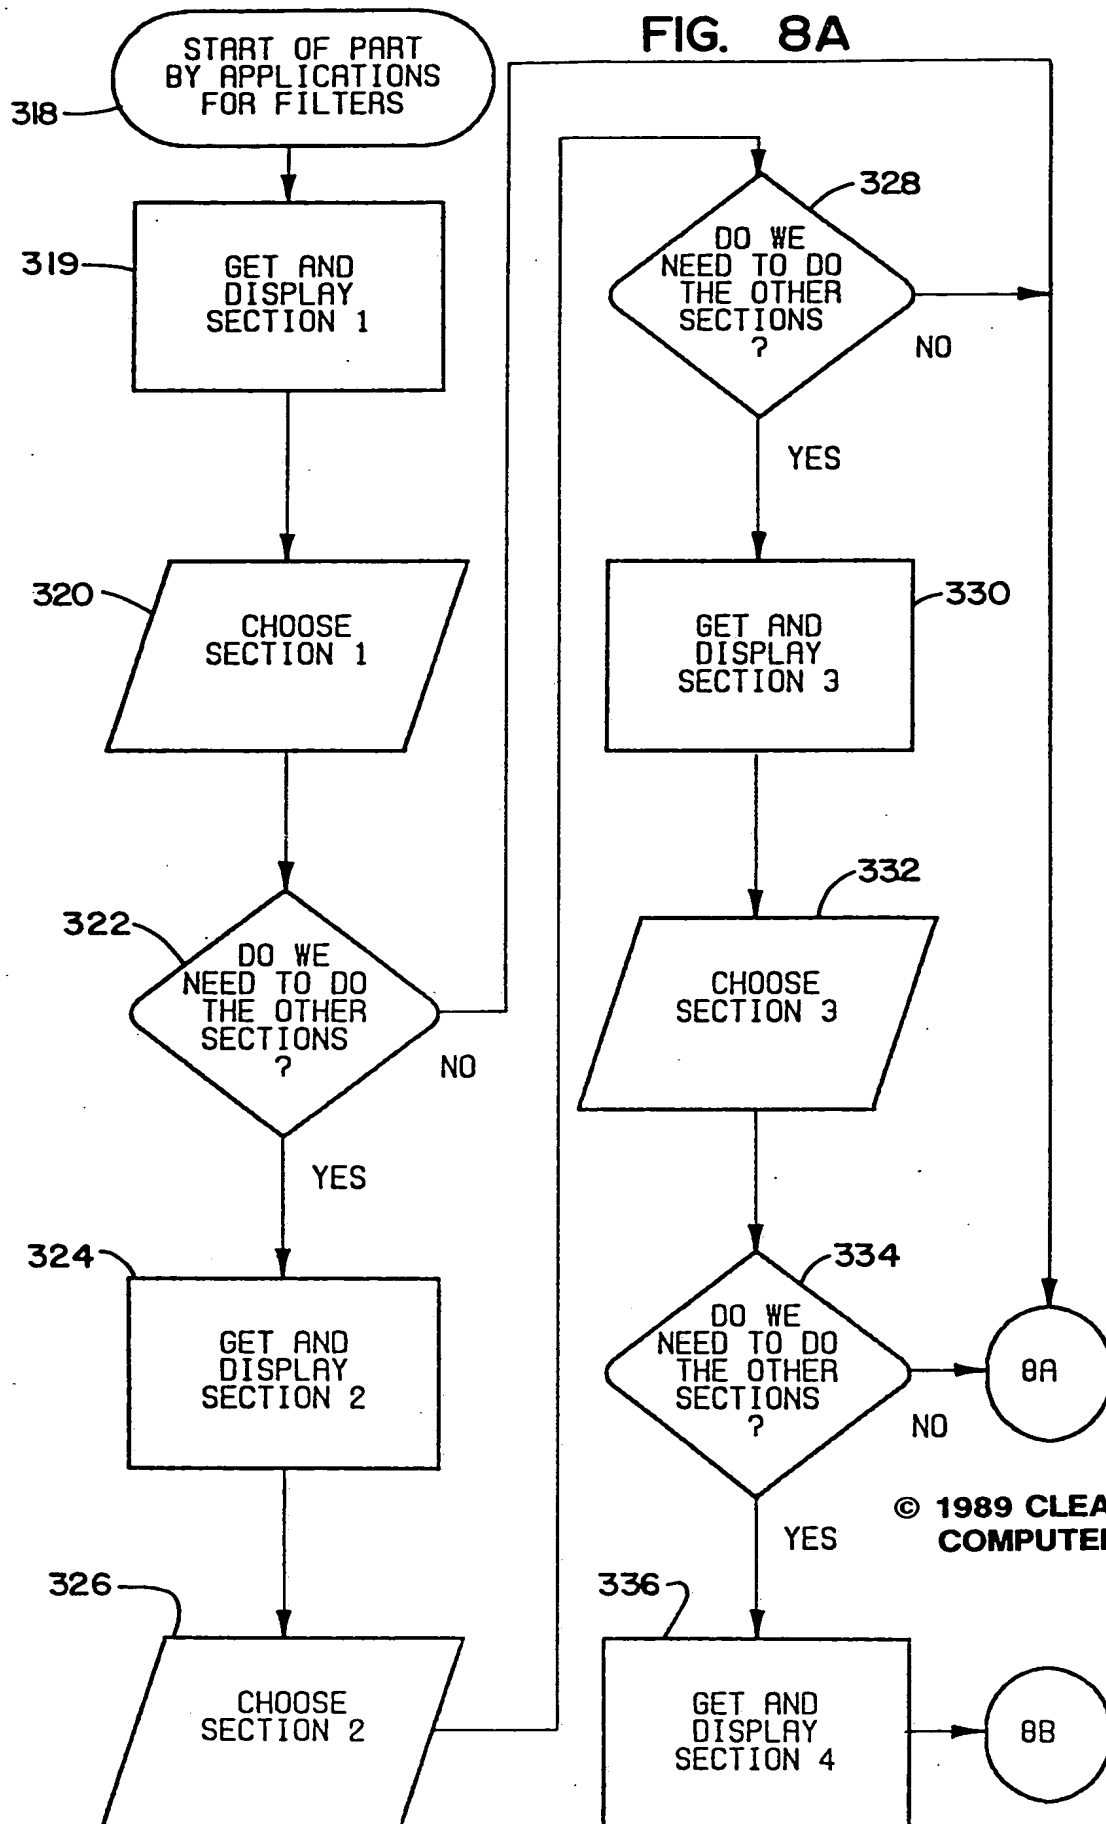 FIG. 8A
START OF PART
BY APPLICATIONS
FOR FILTERS
318
319
GET AND
DISPLAY
SECTION 1
320
CHOOSE
SECTION 1
322
DO WE
NEED TO DO
THE OTHER
SECTIONS
?
NO
YES
324
GET AND
DISPLAY
SECTION 2
326
CHOOSE
SECTION 2
328
DO WE
NEED TO DO
THE OTHER
SECTIONS
?
NO
YES
330
GET AND
DISPLAY
SECTION 3
332
CHOOSE
SECTION 3
334
DO WE
NEED TO DO
THE OTHER
SECTIONS
?
NO
8A
YES
© 1989 CLEA
COMPUTE
336
GET AND
DISPLAY
SECTION 4
8B